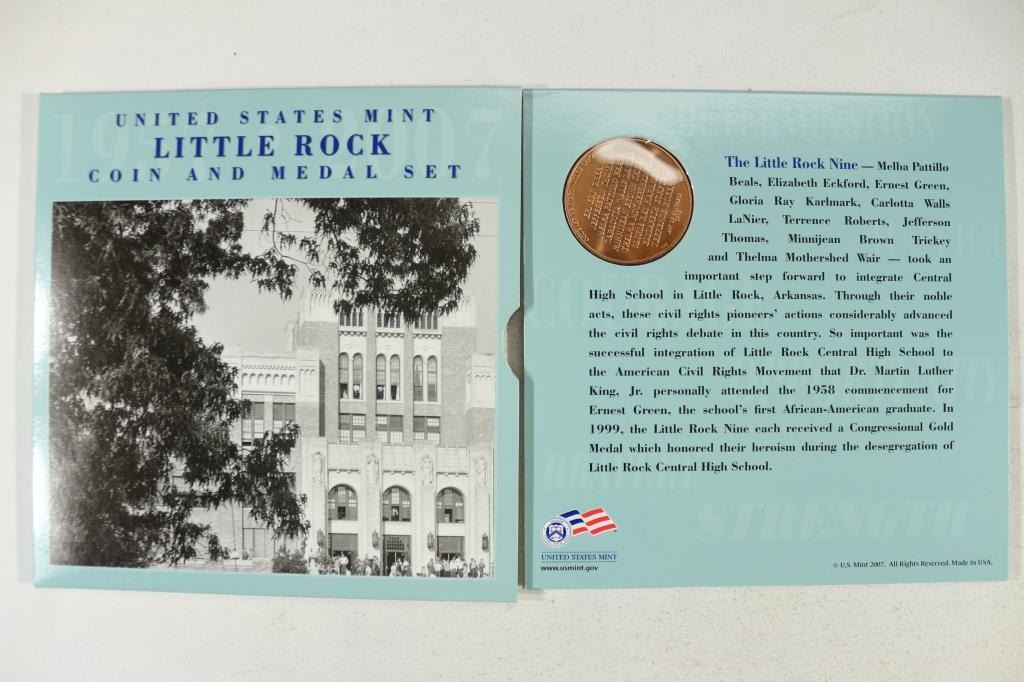 UNITED STATES MINT
LITTLE ROCK
COIN AND MEDAL SET
The Little Rock Nine — Melba Pattillo
Beals, Elizabeth Eckford, Ernest Green,
Gloria Ray Karlmark, Carlotta Walls
LaNier, Terrence Roberts, Jefferson
Thomas, Minnijean Brown Trickey
and Thelma Mothershed Wair — took an
important step forward to integrate Central
High School in Little Rock, Arkansas. Through their noble
acts, these civil rights pioneers' actions considerably advanced
the civil rights debate in this country. So important was the
successful integration of Little Rock Central High School to
the American Civil Rights Movement that Dr. Martin Luther
King, Jr. personally attended the 1958 commencement for
Ernest Green, the school's first African-American graduate. In
1999, the Little Rock Nine each received a Congressional Gold
Medal which honored their heroism during the desegregation of
Little Rock Central High School.
BRAVERY
STRENGTH
UNITED STATES MINT
www.usmint.gov
© U.S. Mint 2007. All Rights Reserved. Made in USA.